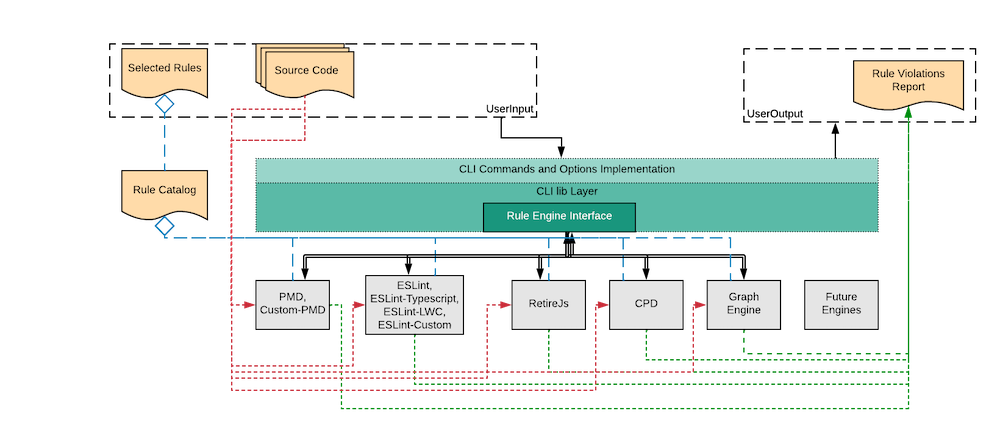 Selected Rules
Source Code
UserInput
Rule Violations
Report
UserOutput
Rule Catalog
CLI Commands and Options Implementation
CLI lib Layer
Rule Engine Interface
PMD,
Custom-PMD
ESLint,
ESLint-Typescript,
ESLint-LWC,
ESLint-Custom
RetireJs
CPD
Graph
Engine
Future
Engines